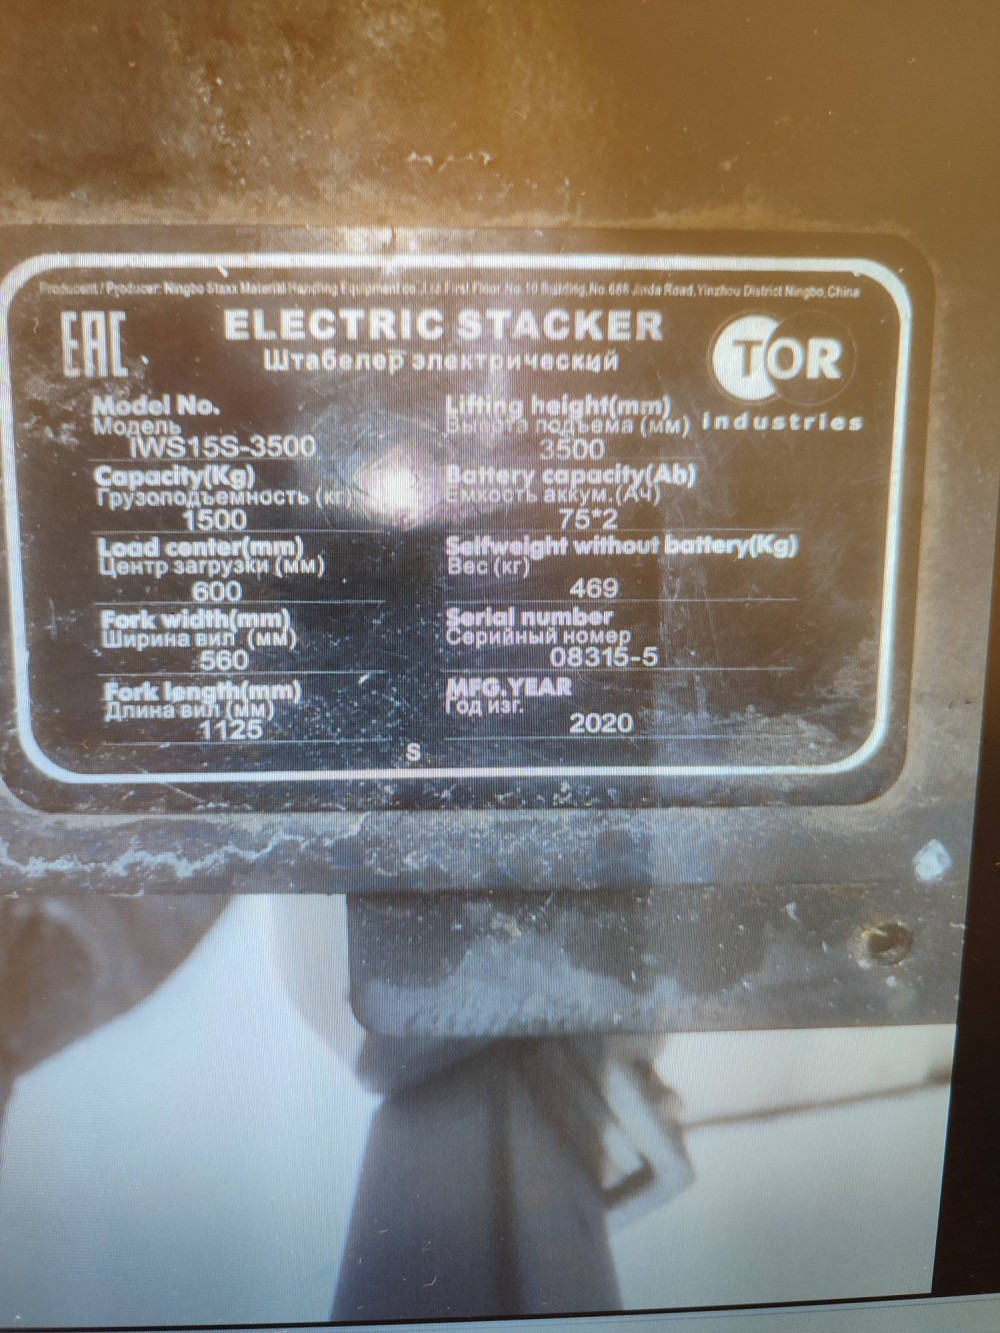 Producent / Producer: Ningbo Staxx Material Handling Equipment co.,Ltd First Floor, No.10 Building, No.688 Jinda Road, Yinzhou District Ningbo, China
EAC
ELECTRIC STACKER
Штабелер электрический
TOR
industries
Model No.
Модель
IWS15S-3500
Lifting height(mm)
Высота подъема (мм)
3500
Capacity(Kg)
Грузоподъемность (кг)
1500
Battery capacity(Ab)
Емкость аккум.(Ач)
75*2
Load center(mm)
Центр загрузки (мм)
600
Selfweight without battery(Kg)
Вес (кг)
469
Fork width(mm)
Ширина вил (мм)
560
Serial number
Серийный номер
08315-5
Fork length(mm)
Длина вил (мм)
1125
MFG.YEAR
Год изг.
2020
S